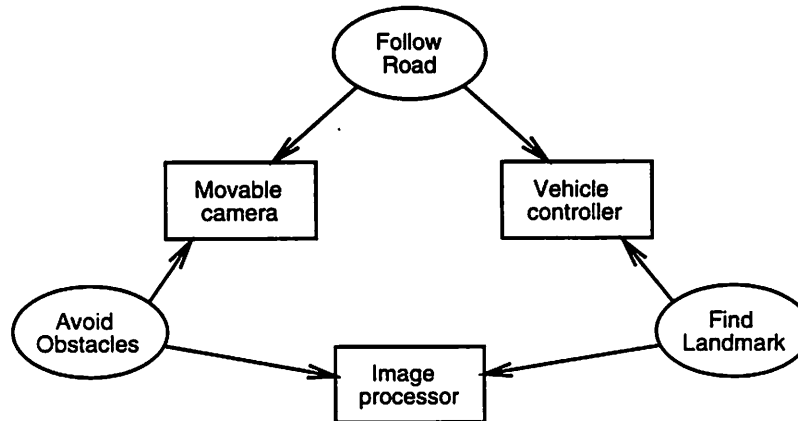 Follow
Road
Movable
camera
Vehicle
controller
Avoid
Obstacles
Find
Landmark
Image
processor